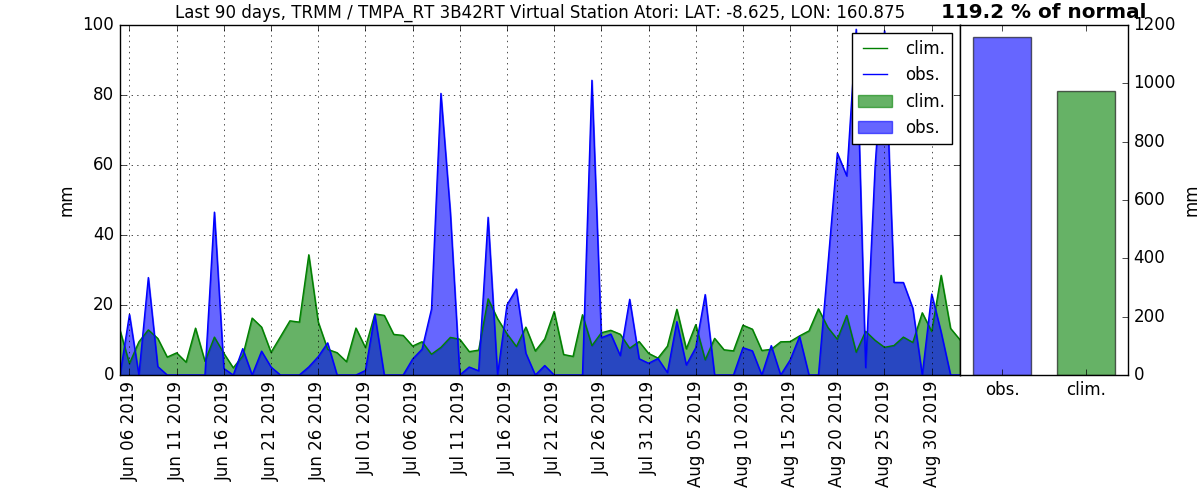 Last 90 days, TRMM / TMPA_RT 3B42RT Virtual Station Atori: LAT: -8.625, LON: 160.875
119.2 % of normal
100
80
60
40
20
0
mm
clim.
obs.
clim.
obs.
Jun 06 2019
Jun 11 2019
Jun 16 2019
Jun 21 2019
Jun 26 2019
Jul 01 2019
Jul 06 2019
Jul 11 2019
Jul 16 2019
Jul 21 2019
Jul 26 2019
Jul 31 2019
Aug 05 2019
Aug 10 2019
Aug 15 2019
Aug 20 2019
Aug 25 2019
Aug 30 2019
1200
1000
800
600
400
200
0
mm
obs.
clim.